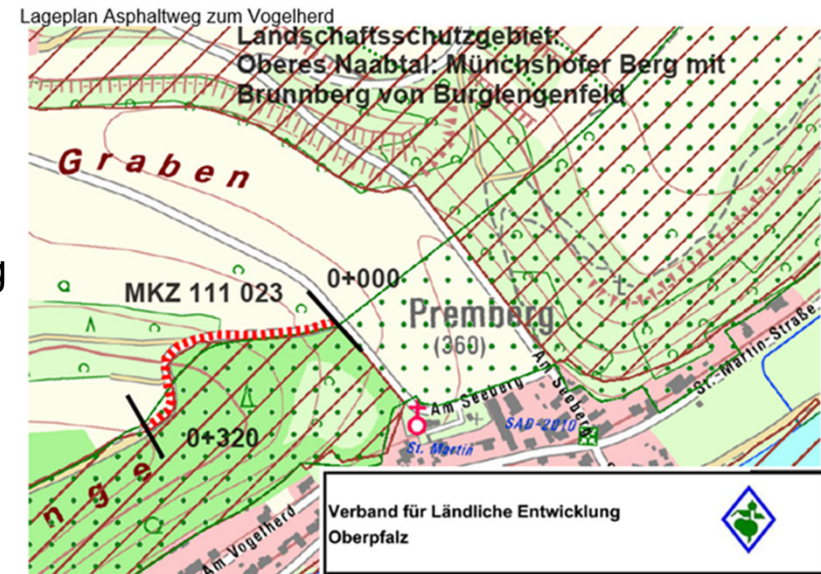 Lageplan Asphaltweg zum Vogelherd
Landschaftsschutzgebiet:
Oberes Naabtal: Münchshofer Berg mit
Brunnberg von Burglengenfeld
Graben
g
MKZ 111 023
0+000
Premberg
(360)
St.-Martin-Straße
Am Seeberg
Am Seeberg
SAD-2010
St. Martin
0+320
nge
Am Vogelherd
Verband für Ländliche Entwicklung
Oberpfalz